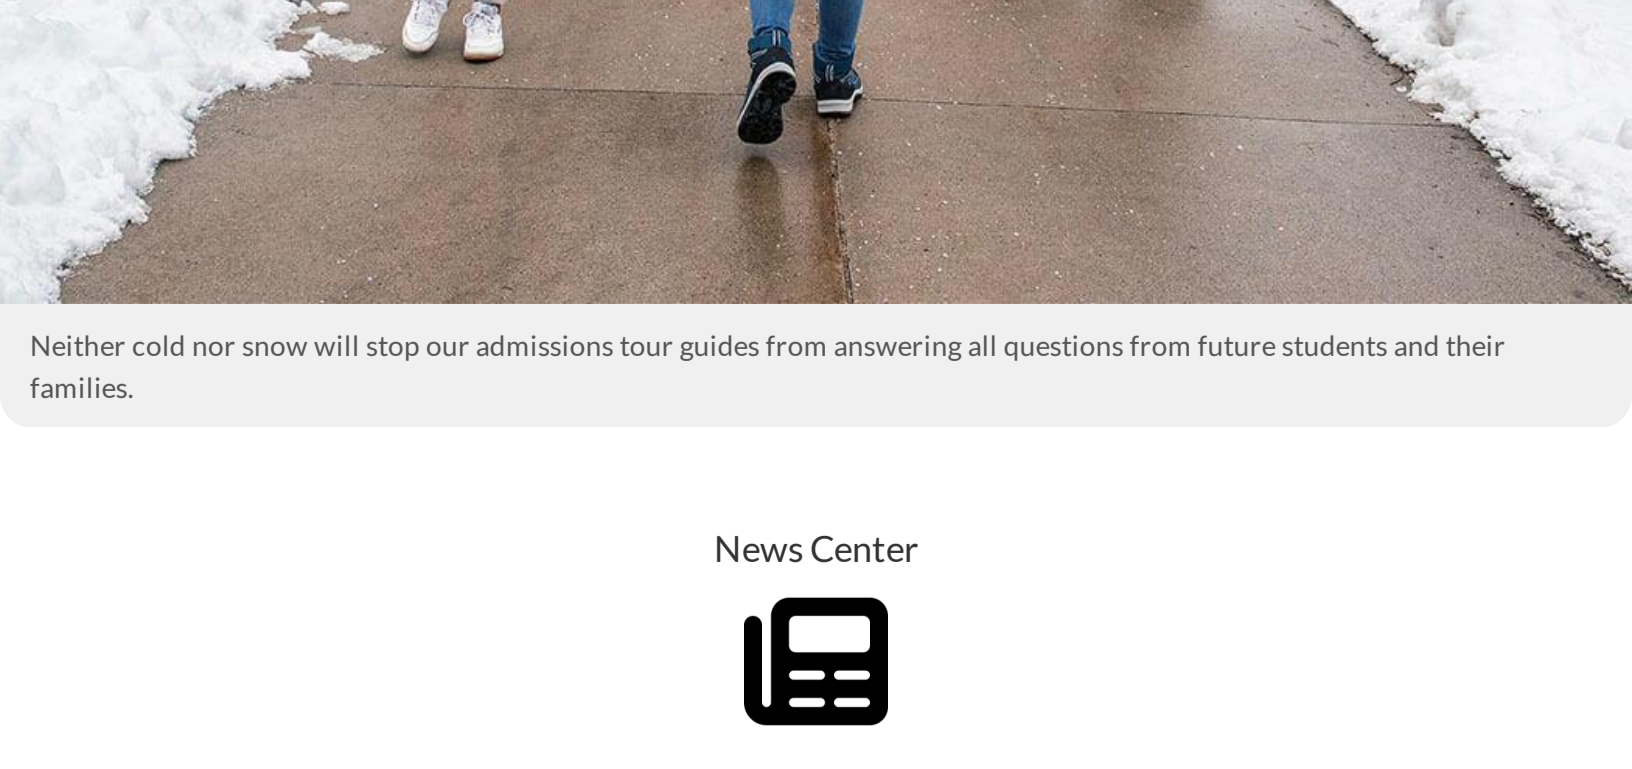 Neither cold nor snow will stop our admissions tour guides from answering all questions from future students and their
families.
News Center